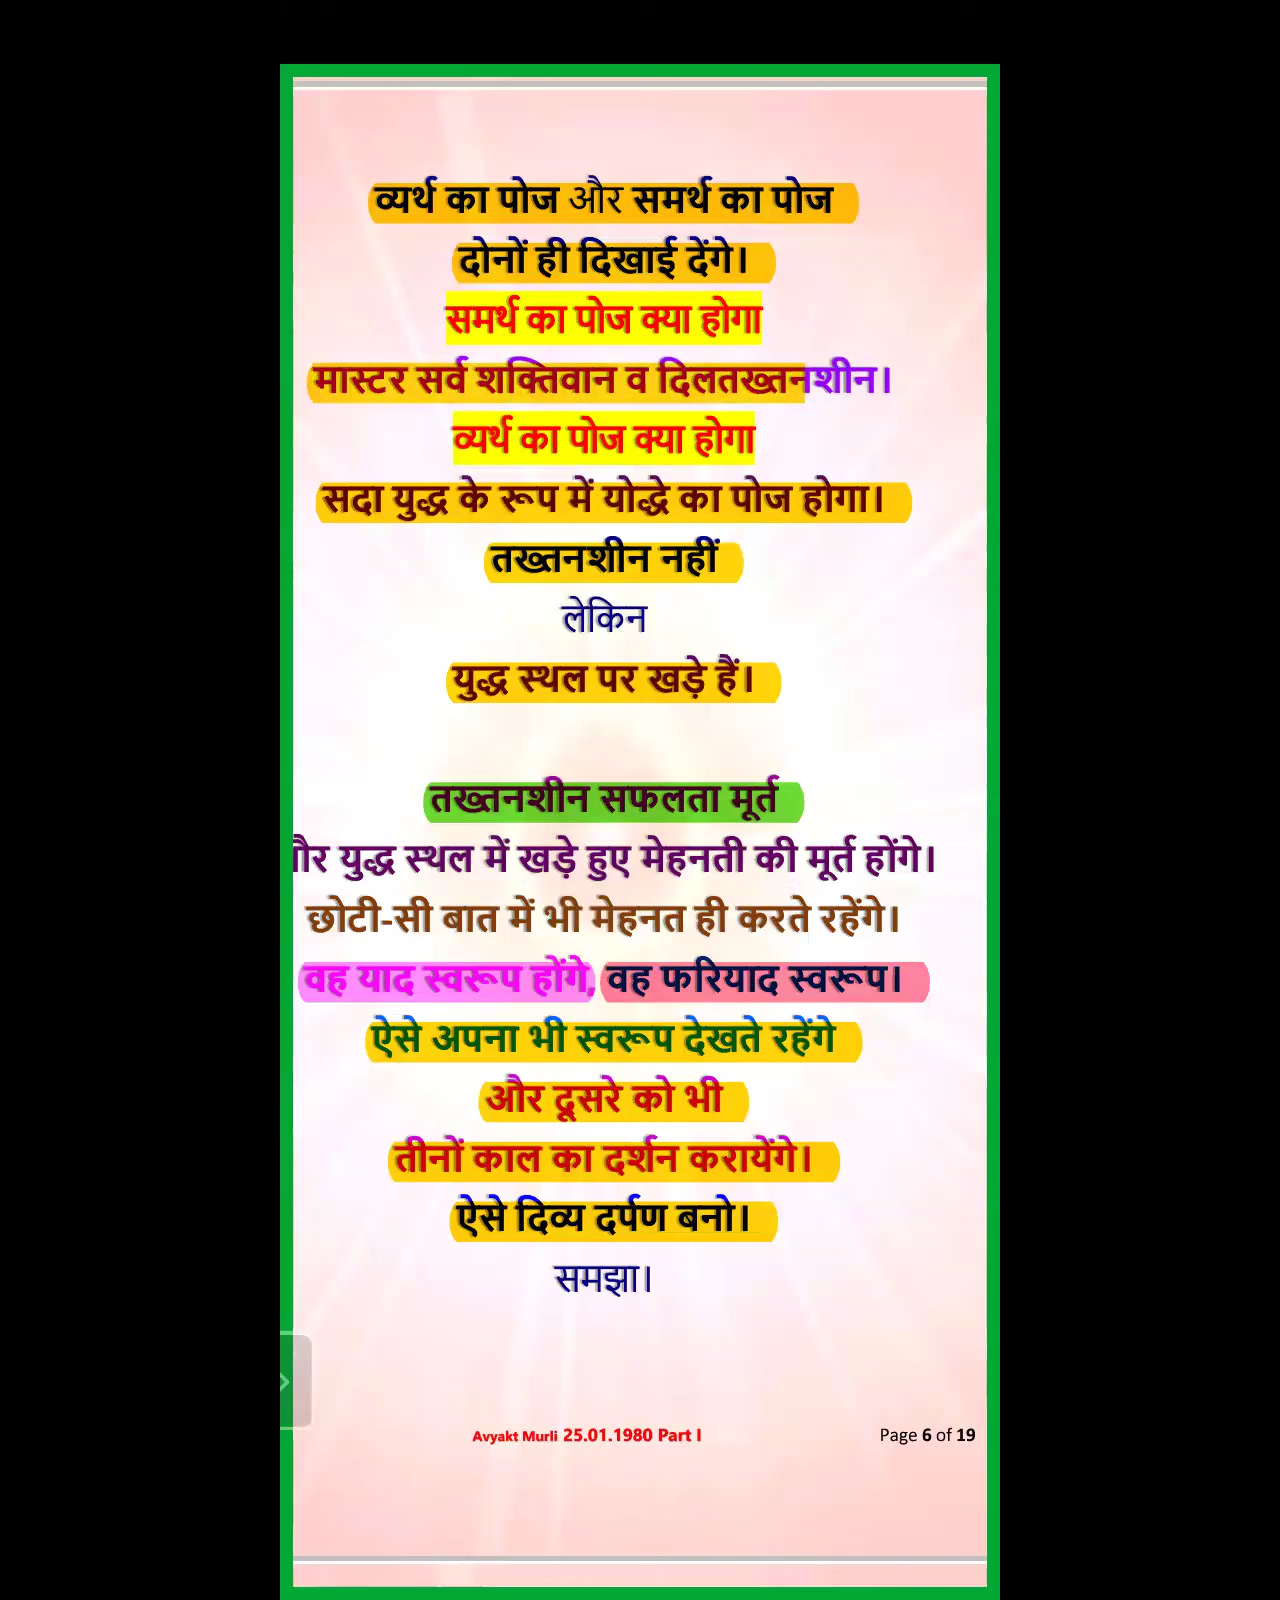 व्यर्थ का पोज और समर्थ का पोज
दोनों ही दिखाई देंगे।
समर्थ का पोज क्या होगा
मास्टर सर्व शक्तिवान व दिलतख्तनशीन।
व्यर्थ का पोज क्या होगा
सदा युद्ध के रूप में योद्धे का पोज होगा।
तख्तनशीन नहीं
लेकिन
युद्ध स्थल पर खड़े हैं।
तख्तनशीन सफलता मूर्त
युद्ध स्थल में खड़े हुए मेहनती की मूर्त होंगे।
छोटी-सी बात में भी मेहनत ही करते रहेंगे।
वह याद स्वरूप होंगे, वह फरियाद स्वरूप।
ऐसे अपना भी स्वरूप देखते रहेंगे
और दूसरे को भी
तीनों काल का दर्शन करायेंगे।
ऐसे दिव्य दर्पण बनो।
समझा।
Avyakt Murli 25.01.1980 Part I Page 6 of 19